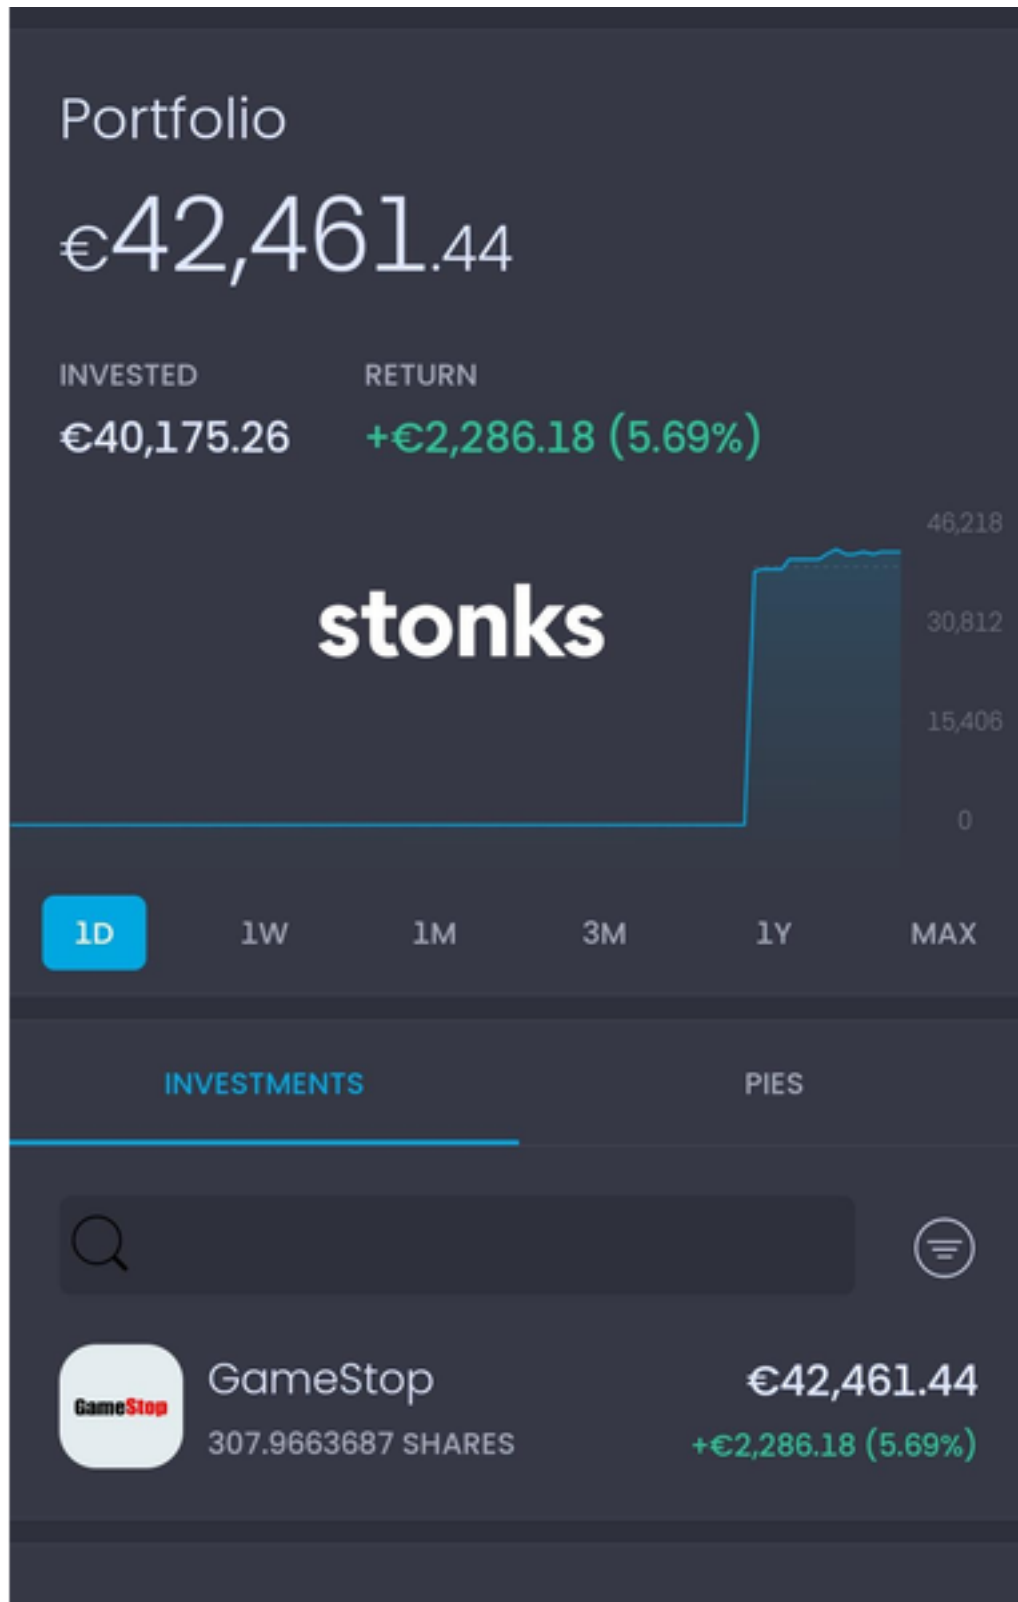 Portfolio
€42,461.44
INVESTED RETURN
€40,175.26 +€2,286.18 (5.69%)
46,218
stonks
30,812
15,406
0
1D 1W 1M 3M 1Y MAX
INVESTMENTS PIES
GameStop
GameStop €42,461.44
307.9663687 SHARES +€2,286.18 (5.69%)